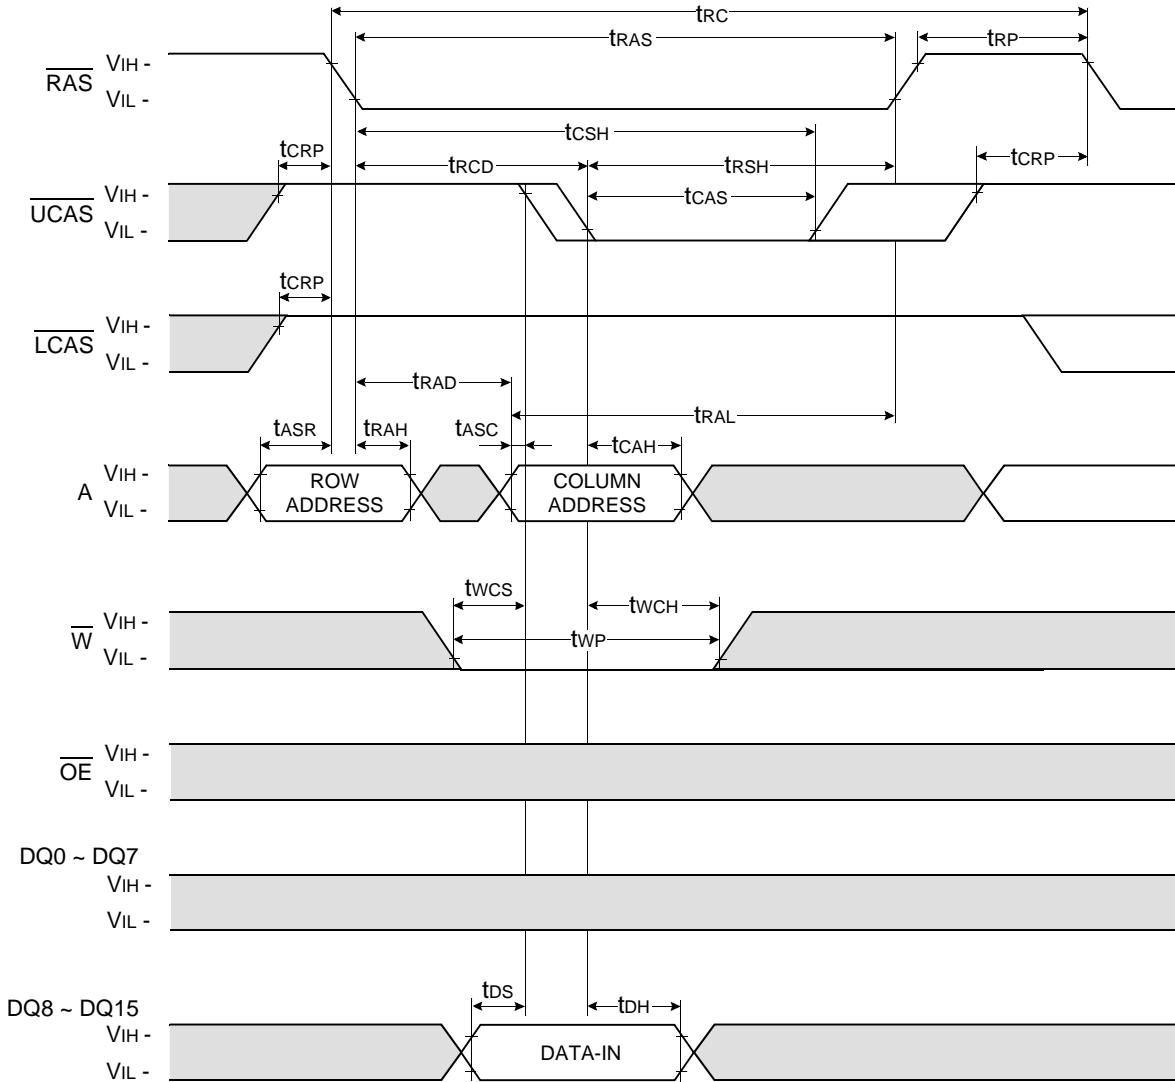 tRC
tRAS
tRP
RAS
VIH -
VIL -
tCSH
tCRP
tRCD
tRSH
tCRP
UCAS
VIH -
VIL -
tCAS
tCRP
LCAS
VIH -
VIL -
tRAD
tRAL
tASR
tRAH
tASC
tCAH
A
VIH -
VIL -
ROW
ADDRESS
COLUMN
ADDRESS
tWCS
tWCH
W
VIH -
VIL -
tWP
OE
VIH -
VIL -
DQ0 ~ DQ7
VIH -
VIL -
tDS
tDH
DQ8 ~ DQ15
VIH -
VIL -
DATA-IN